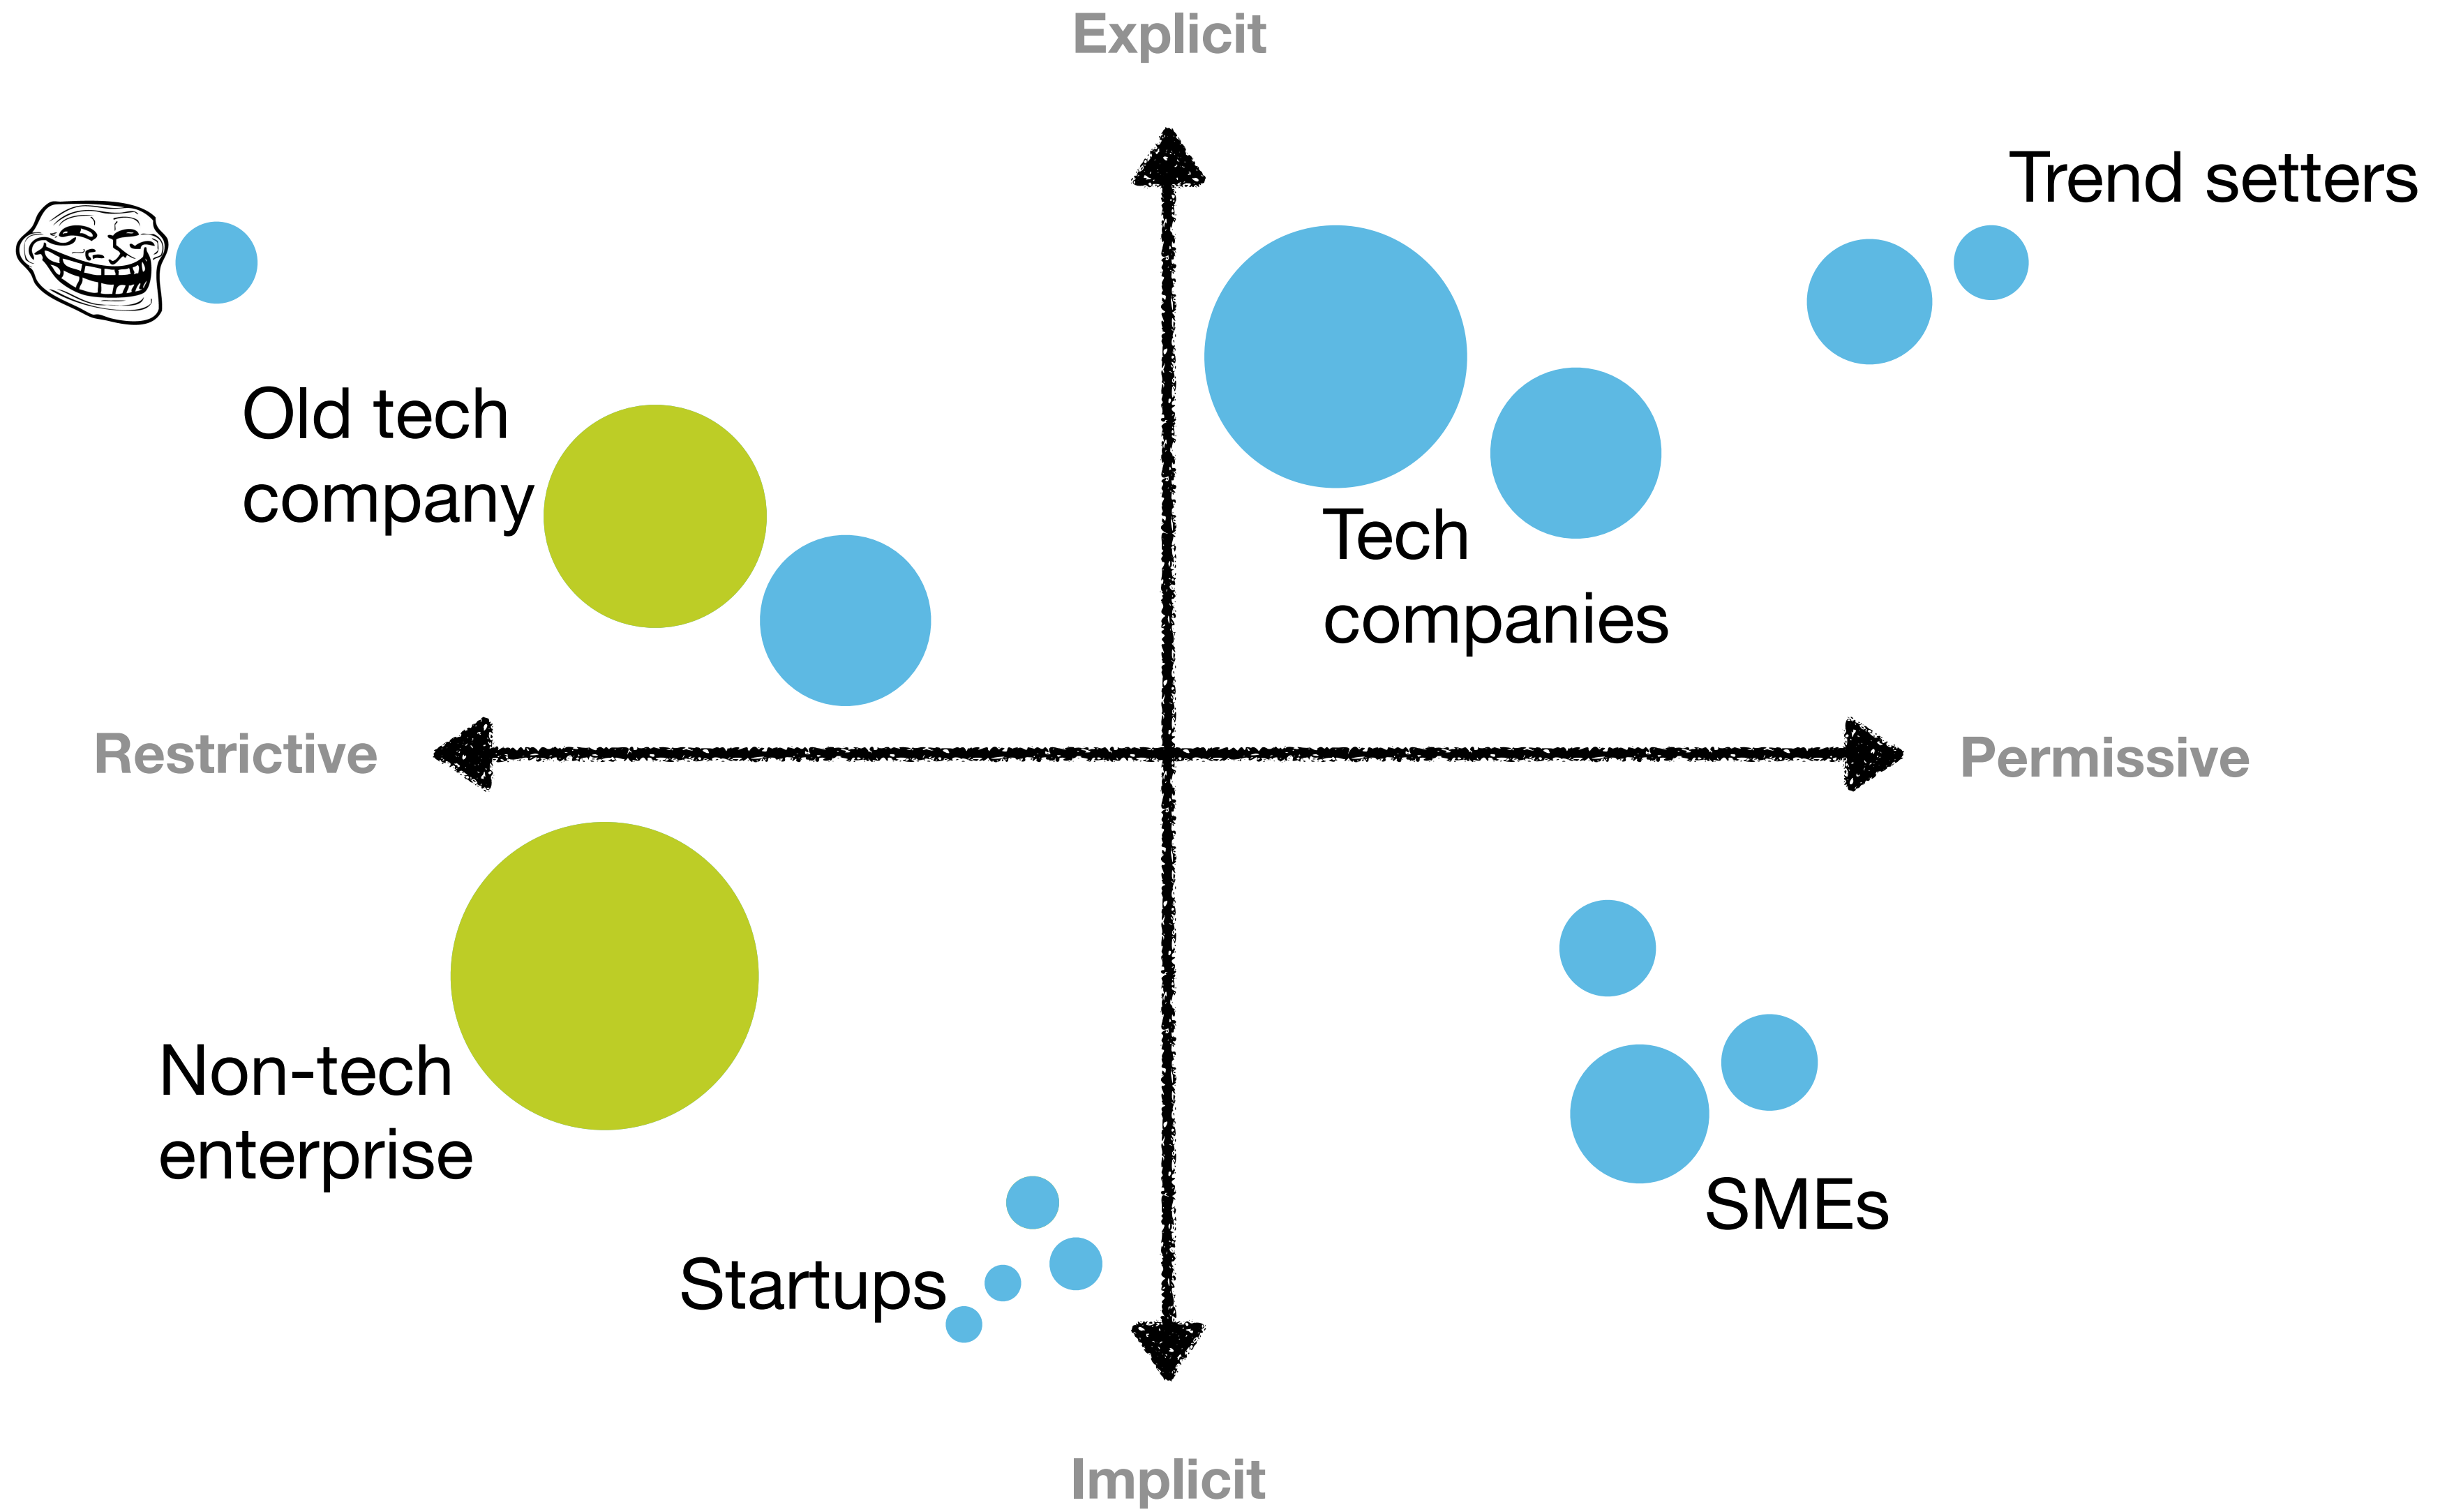 Explicit
Trend setters
Old tech
company
Tech
companies
Restrictive
Permissive
Non-tech
enterprise
SMEs
Startups
Implicit